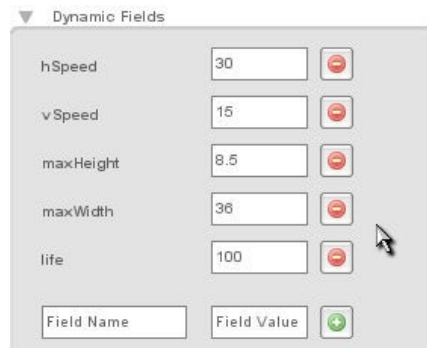 Dynamic Fields
hSpeed 30
vSpeed 15
maxHeight 8.5
maxWidth 36
life 100
Field Name Field Value